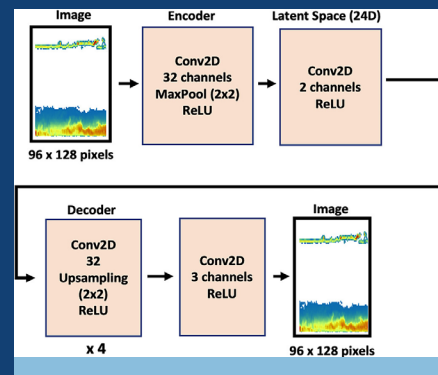 Image
Encoder
Latent Space (24D)
Conv2D
32 channels
MaxPool (2x2)
ReLU
Conv2D
2 channels
ReLU
96 x 128 pixels
Decoder
Image
Conv2D
32
Upsampling
(2x2)
ReLU
Conv2D
3 channels
ReLU
x 4
96 x 128 pixels